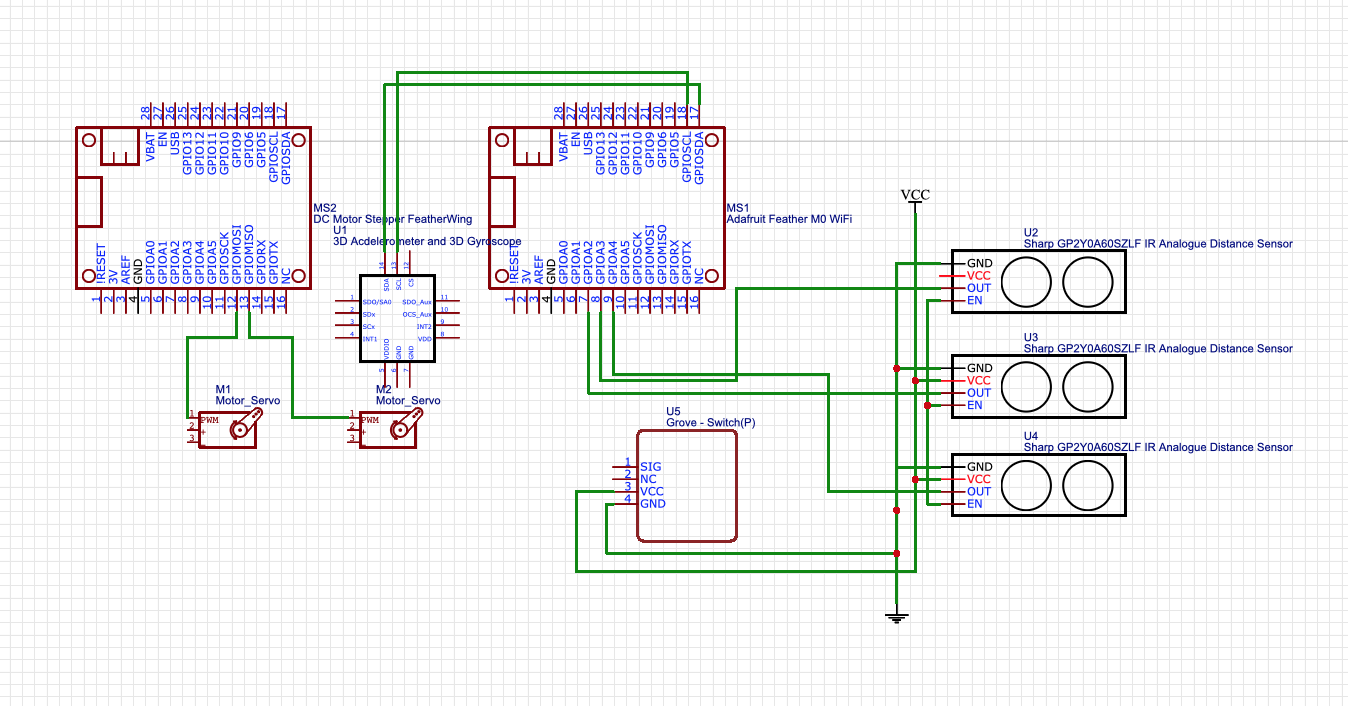 28 27 26 25 24 23 22 21 20 19 18 17
VBAT EN USB GPIO13 GPIO12 GPIO11 GPIO10 GPIO9 GPIO6 GPIO5 GPIOSCL GPIOSDA
!RESET 3V AREF GND GPIOA0 GPIOA1 GPIOA2 GPIOA3 GPIOA4 GPIOA5 GPIOSCK GPIOMOSI GPIOMISO GPIORX GPIOTX NC
1 2 3 4 5 6 7 8 9 10 11 12 13 14 15 16
MS2
DC Motor Stepper FeatherWing
U1
3D Acdelerometer and 3D Gyroscope
14 13 12
SDA SCL CS
1 SDO/SA0
2 SDx
3 SCx
4 INT1
SDO_Aux 11
OCS_Aux 10
INT2 9
VDD 8
VDDIO GND GND
5 6 7
28 27 26 25 24 23 22 21 20 19 18 17
VBAT EN USB GPIO13 GPIO12 GPIO11 GPIO10 GPIO9 GPIO6 GPIO5 GPIOSCL GPIOSDA
!RESET 3V AREF GND GPIOA0 GPIOA1 GPIOA2 GPIOA3 GPIOA4 GPIOA5 GPIOSCK GPIOMOSI GPIOMISO GPIORX GPIOTX NC
1 2 3 4 5 6 7 8 9 10 11 12 13 14 15 16
MS1
Adafruit Feather M0 WiFi
VCC
U2
Sharp GP2Y0A60SZLF IR Analogue Distance Sensor
GND
VCC
OUT
EN
U3
Sharp GP2Y0A60SZLF IR Analogue Distance Sensor
GND
VCC
OUT
EN
U4
Sharp GP2Y0A60SZLF IR Analogue Distance Sensor
GND
VCC
OUT
EN
M1
Motor_Servo
1 PWM
2 +
3 -
M2
Motor_Servo
1 PWM
2 +
3 -
U5
Grove - Switch(P)
1 SIG
2 NC
3 VCC
4 GND